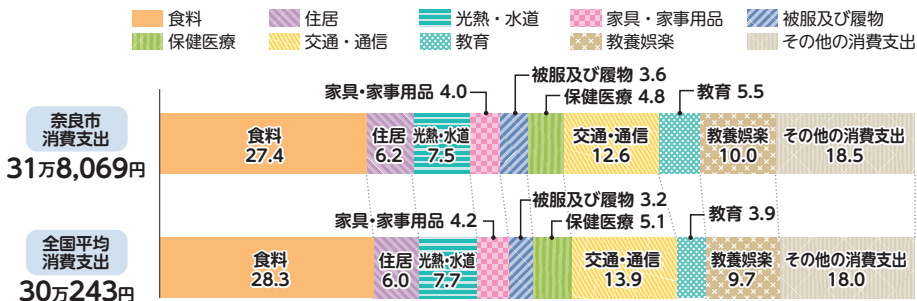 食料 住居 光熱・水道 家具・家事用品 被服及び履物
保健医療 交通・通信 教育 教養娯楽 その他の消費支出
奈良市
消費支出
31万8,069円
家具・家事用品 4.0
被服及び履物 3.6
保健医療 4.8
教育 5.5
食料
27.4
住居
6.2
光熱・水道
7.5
交通・通信
12.6
教養娯楽
10.0
その他の消費支出
18.5
全国平均
消費支出
30万243円
家具・家事用品 4.2
被服及び履物 3.2
保健医療 5.1
教育 3.9
食料
28.3
住居
6.0
光熱・水道
7.7
交通・通信
13.9
教養娯楽
9.7
その他の消費支出
18.0